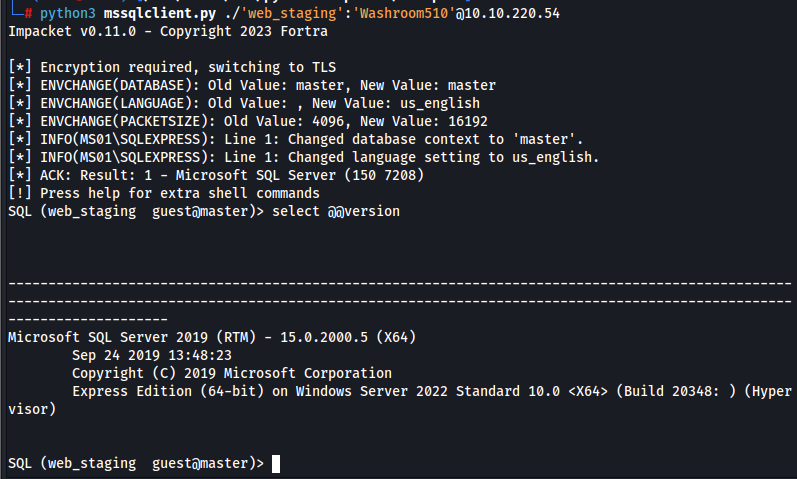 └─# python3 mssqlclient.py ./'web_staging':'Washroom510'@10.10.220.54
Impacket v0.11.0 - Copyright 2023 Fortra
[*] Encryption required, switching to TLS
[*] ENVCHANGE(DATABASE): Old Value: master, New Value: master
[*] ENVCHANGE(LANGUAGE): Old Value: , New Value: us_english
[*] ENVCHANGE(PACKETSIZE): Old Value: 4096, New Value: 16192
[*] INFO(MS01\SQLEXPRESS): Line 1: Changed database context to 'master'.
[*] INFO(MS01\SQLEXPRESS): Line 1: Changed language setting to us_english.
[*] ACK: Result: 1 - Microsoft SQL Server (150 7208)
[!] Press help for extra shell commands
SQL (web_staging  guest@master)> select @@version
--------------------------------------------------------------------------------------------------
--------------------------------------------------------------------------------------------------
--------------------
Microsoft SQL Server 2019 (RTM) - 15.0.2000.5 (X64)
        Sep 24 2019 13:48:23
        Copyright (C) 2019 Microsoft Corporation
        Express Edition (64-bit) on Windows Server 2022 Standard 10.0 <X64> (Build 20348: ) (Hyper
visor)
SQL (web_staging  guest@master)>